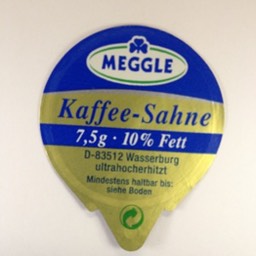 MEGGLE
Kaffee-Sahne
7,5g · 10% Fett
D-83512 Wasserburg
ultrahocherhitzt
Mindestens haltbar bis:
siehe Boden